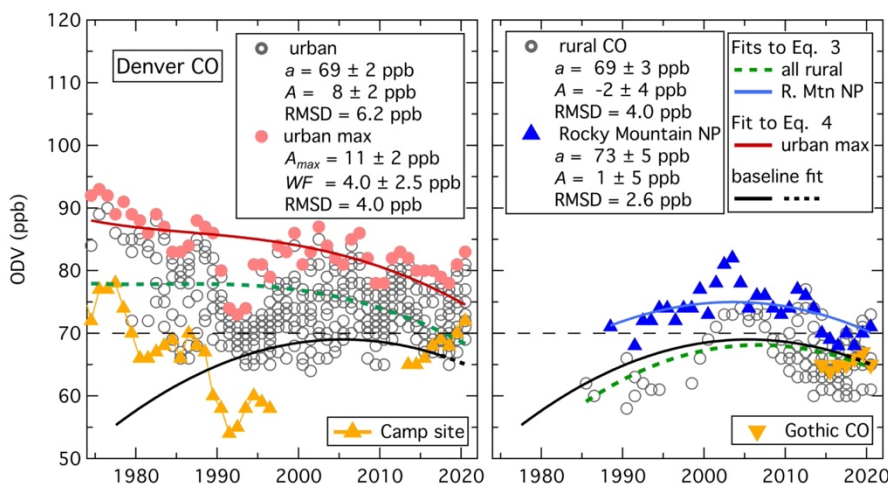 ODV (ppb)
120
110
100
90
80
70
60
50
Denver CO
urban
a = 69 ± 2 ppb
A = 8 ± 2 ppb
RMSD = 6.2 ppb
urban max
Amax = 11 ± 2 ppb
WF = 4.0 ± 2.5 ppb
RMSD = 4.0 ppb
Camp site
1980 1990 2000 2010 2020
rural CO
a = 69 ± 3 ppb
A = -2 ± 4 ppb
RMSD = 4.0 ppb
Rocky Mountain NP
a = 73 ± 5 ppb
A = 1 ± 5 ppb
RMSD = 2.6 ppb
Fits to Eq. 3
all rural
R. Mtn NP
Fit to Eq. 4
urban max
baseline fit
Gothic CO
1980 1990 2000 2010 2020